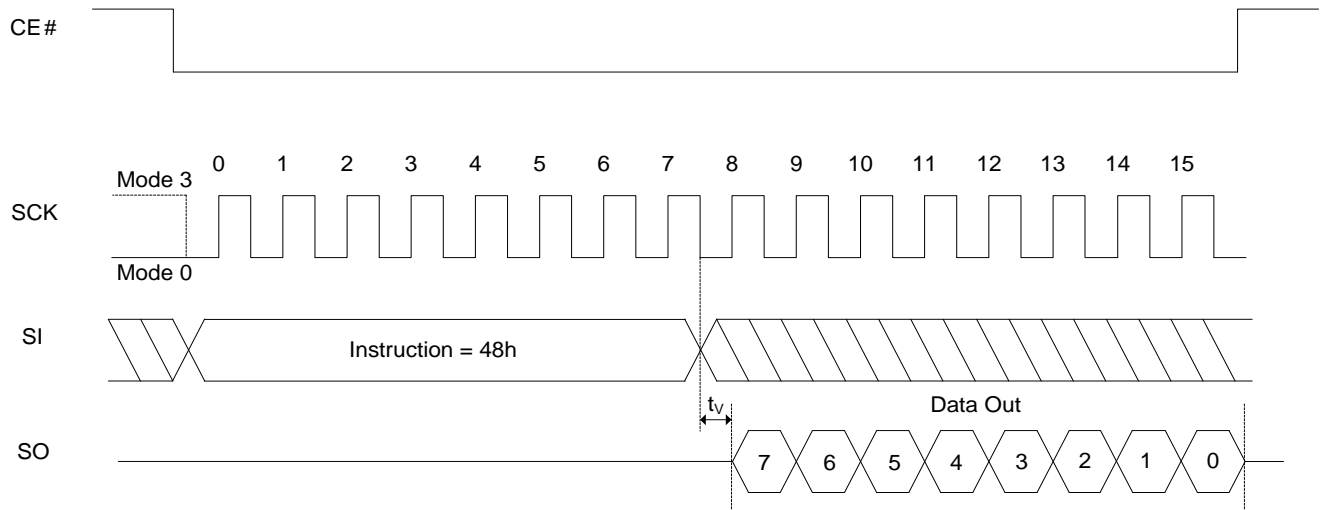 CE#
0 1 2 3 4 5 6 7 8 9 10 11 12 13 14 15
Mode 3
SCK
Mode 0
SI
Instruction = 48h
tV
Data Out
SO
7 6 5 4 3 2 1 0